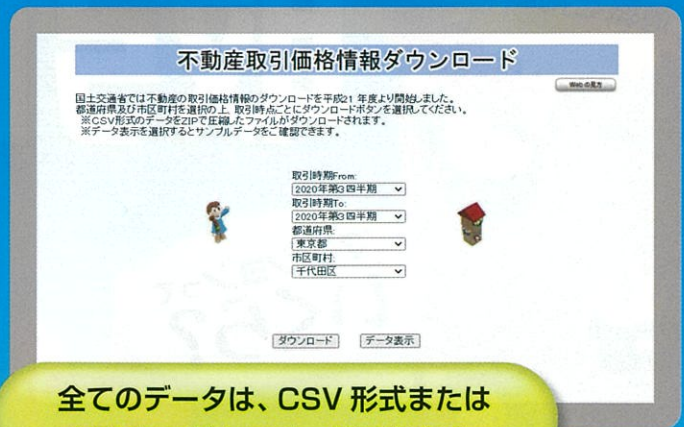 不動産取引価格情報ダウンロード
Webの見方
国土交通省では不動産の取引価格情報のダウンロードを平成21 年度より開始しました。
都道府県及び市区町村を選択の上、取引時点ごとにダウンロードボタンを選択してください。
※CSV形式のデータをZIPで圧縮したファイルがダウンロードされます。
※データ表示を選択するとサンプルデータをご確認できます。
取引時期From:
2020年第3四半期
取引時期To:
2020年第3四半期
都道府県:
東京都
市区町村:
千代田区
ダウンロード データ表示
全てのデータは、CSV 形式または